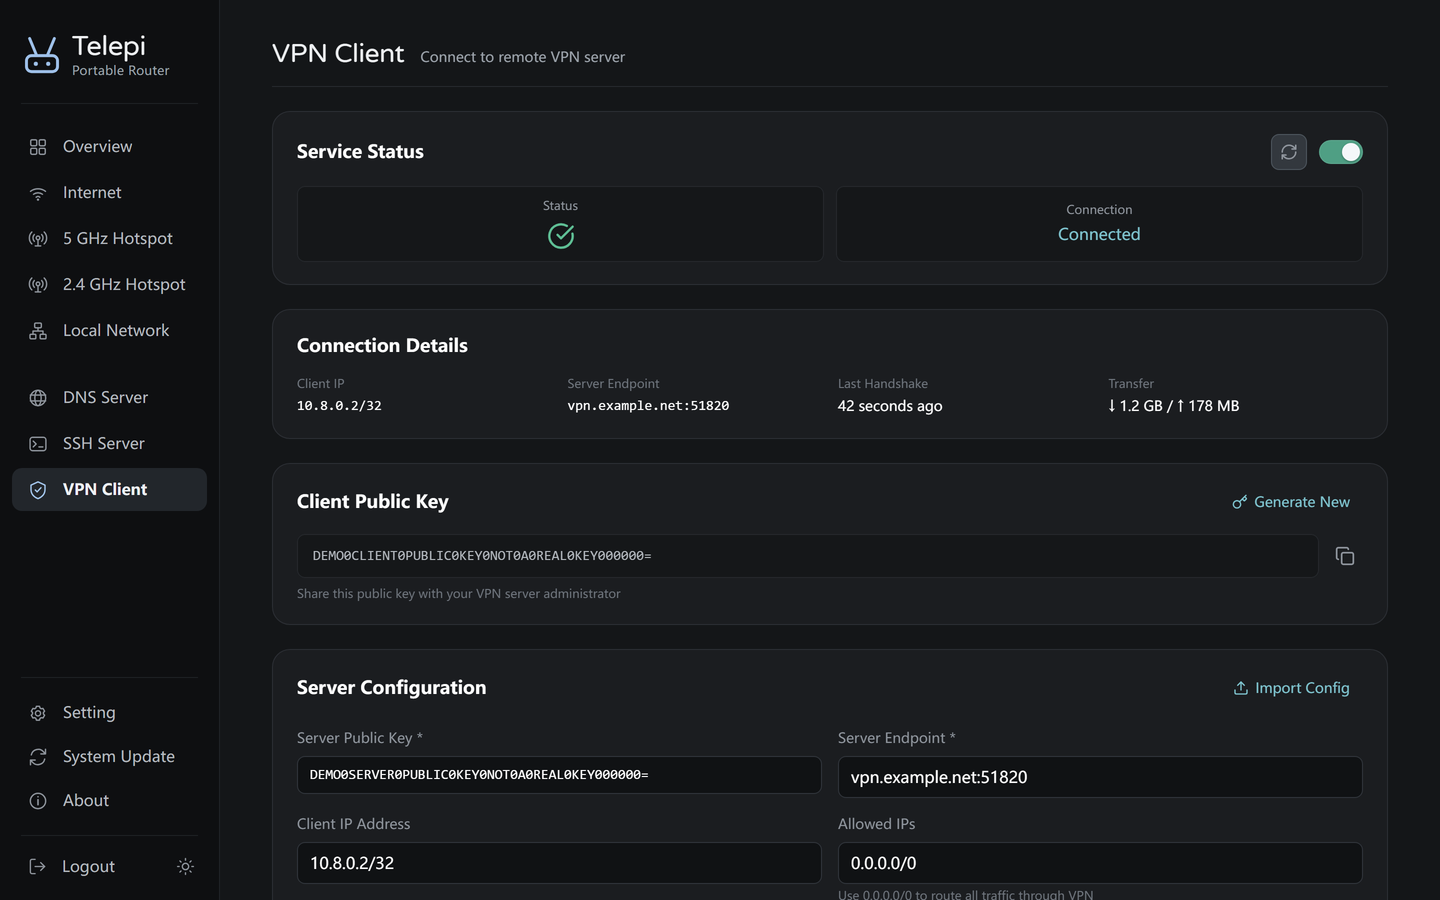 Telepi
Portable Router
Overview
Internet
5 GHz Hotspot
2.4 GHz Hotspot
Local Network
DNS Server
SSH Server
VPN Client
Setting
System Update
About
Logout
VPN Client Connect to remote VPN server
Service Status
Status
Connection
Connected
Connection Details
Client IP
10.8.0.2/32
Server Endpoint
vpn.example.net:51820
Last Handshake
42 seconds ago
Transfer
↓ 1.2 GB / ↑ 178 MB
Client Public Key
Generate New
DEMO0CLIENT0PUBLIC0KEY0NOT0A0REAL0KEY000000=
Share this public key with your VPN server administrator
Server Configuration
Import Config
Server Public Key *
DEMO0SERVER0PUBLIC0KEY0NOT0A0REAL0KEY000000=
Server Endpoint *
vpn.example.net:51820
Client IP Address
10.8.0.2/32
Allowed IPs
0.0.0.0/0
Use 0.0.0.0/0 to route all traffic through VPN